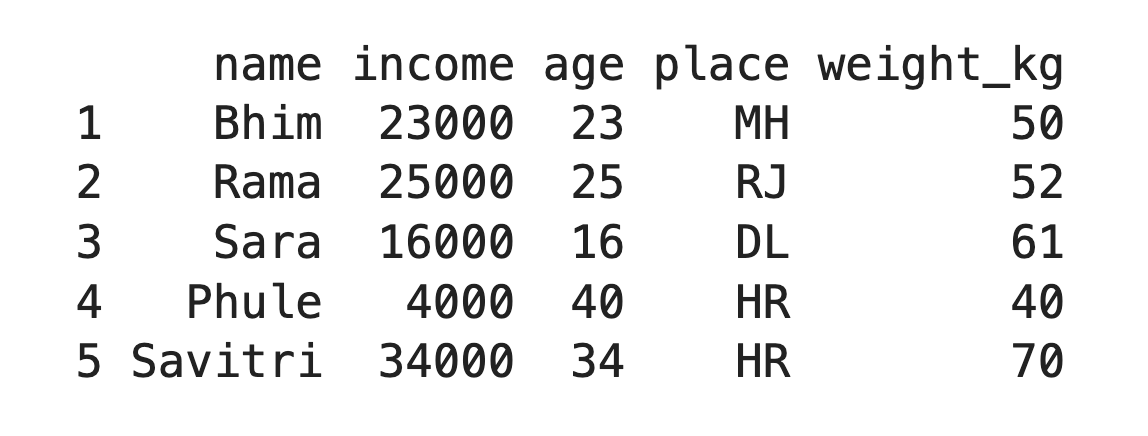 name income age place weight_kg
1 Bhim 23000 23 MH 50
2 Rama 25000 25 RJ 52
3 Sara 16000 16 DL 61
4 Phule 4000 40 HR 40
5 Savitri 34000 34 HR 70